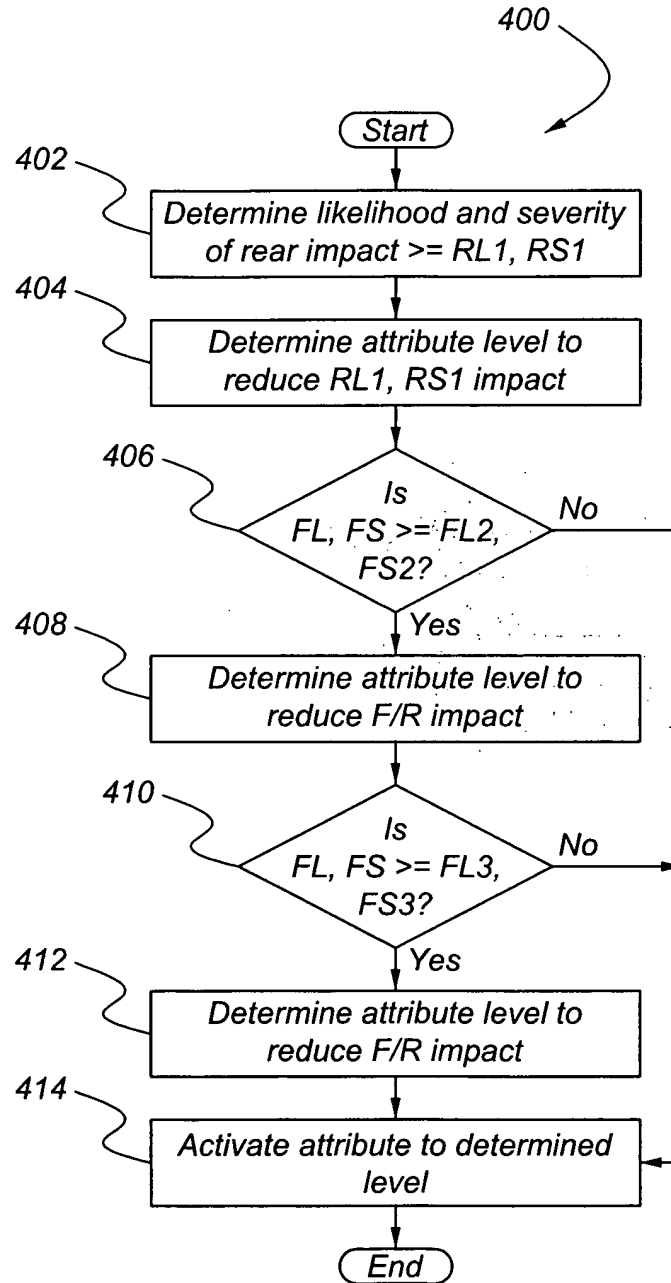 400
Start
402
Determine likelihood and severity
of rear impact >= RL1, RS1
404
Determine attribute level to
reduce RL1, RS1 impact
406
Is
FL, FS >= FL2,
FS2?
No
Yes
408
Determine attribute level to
reduce F/R impact
410
Is
FL, FS >= FL3,
FS3?
No
Yes
412
Determine attribute level to
reduce F/R impact
414
Activate attribute to determined
level
End